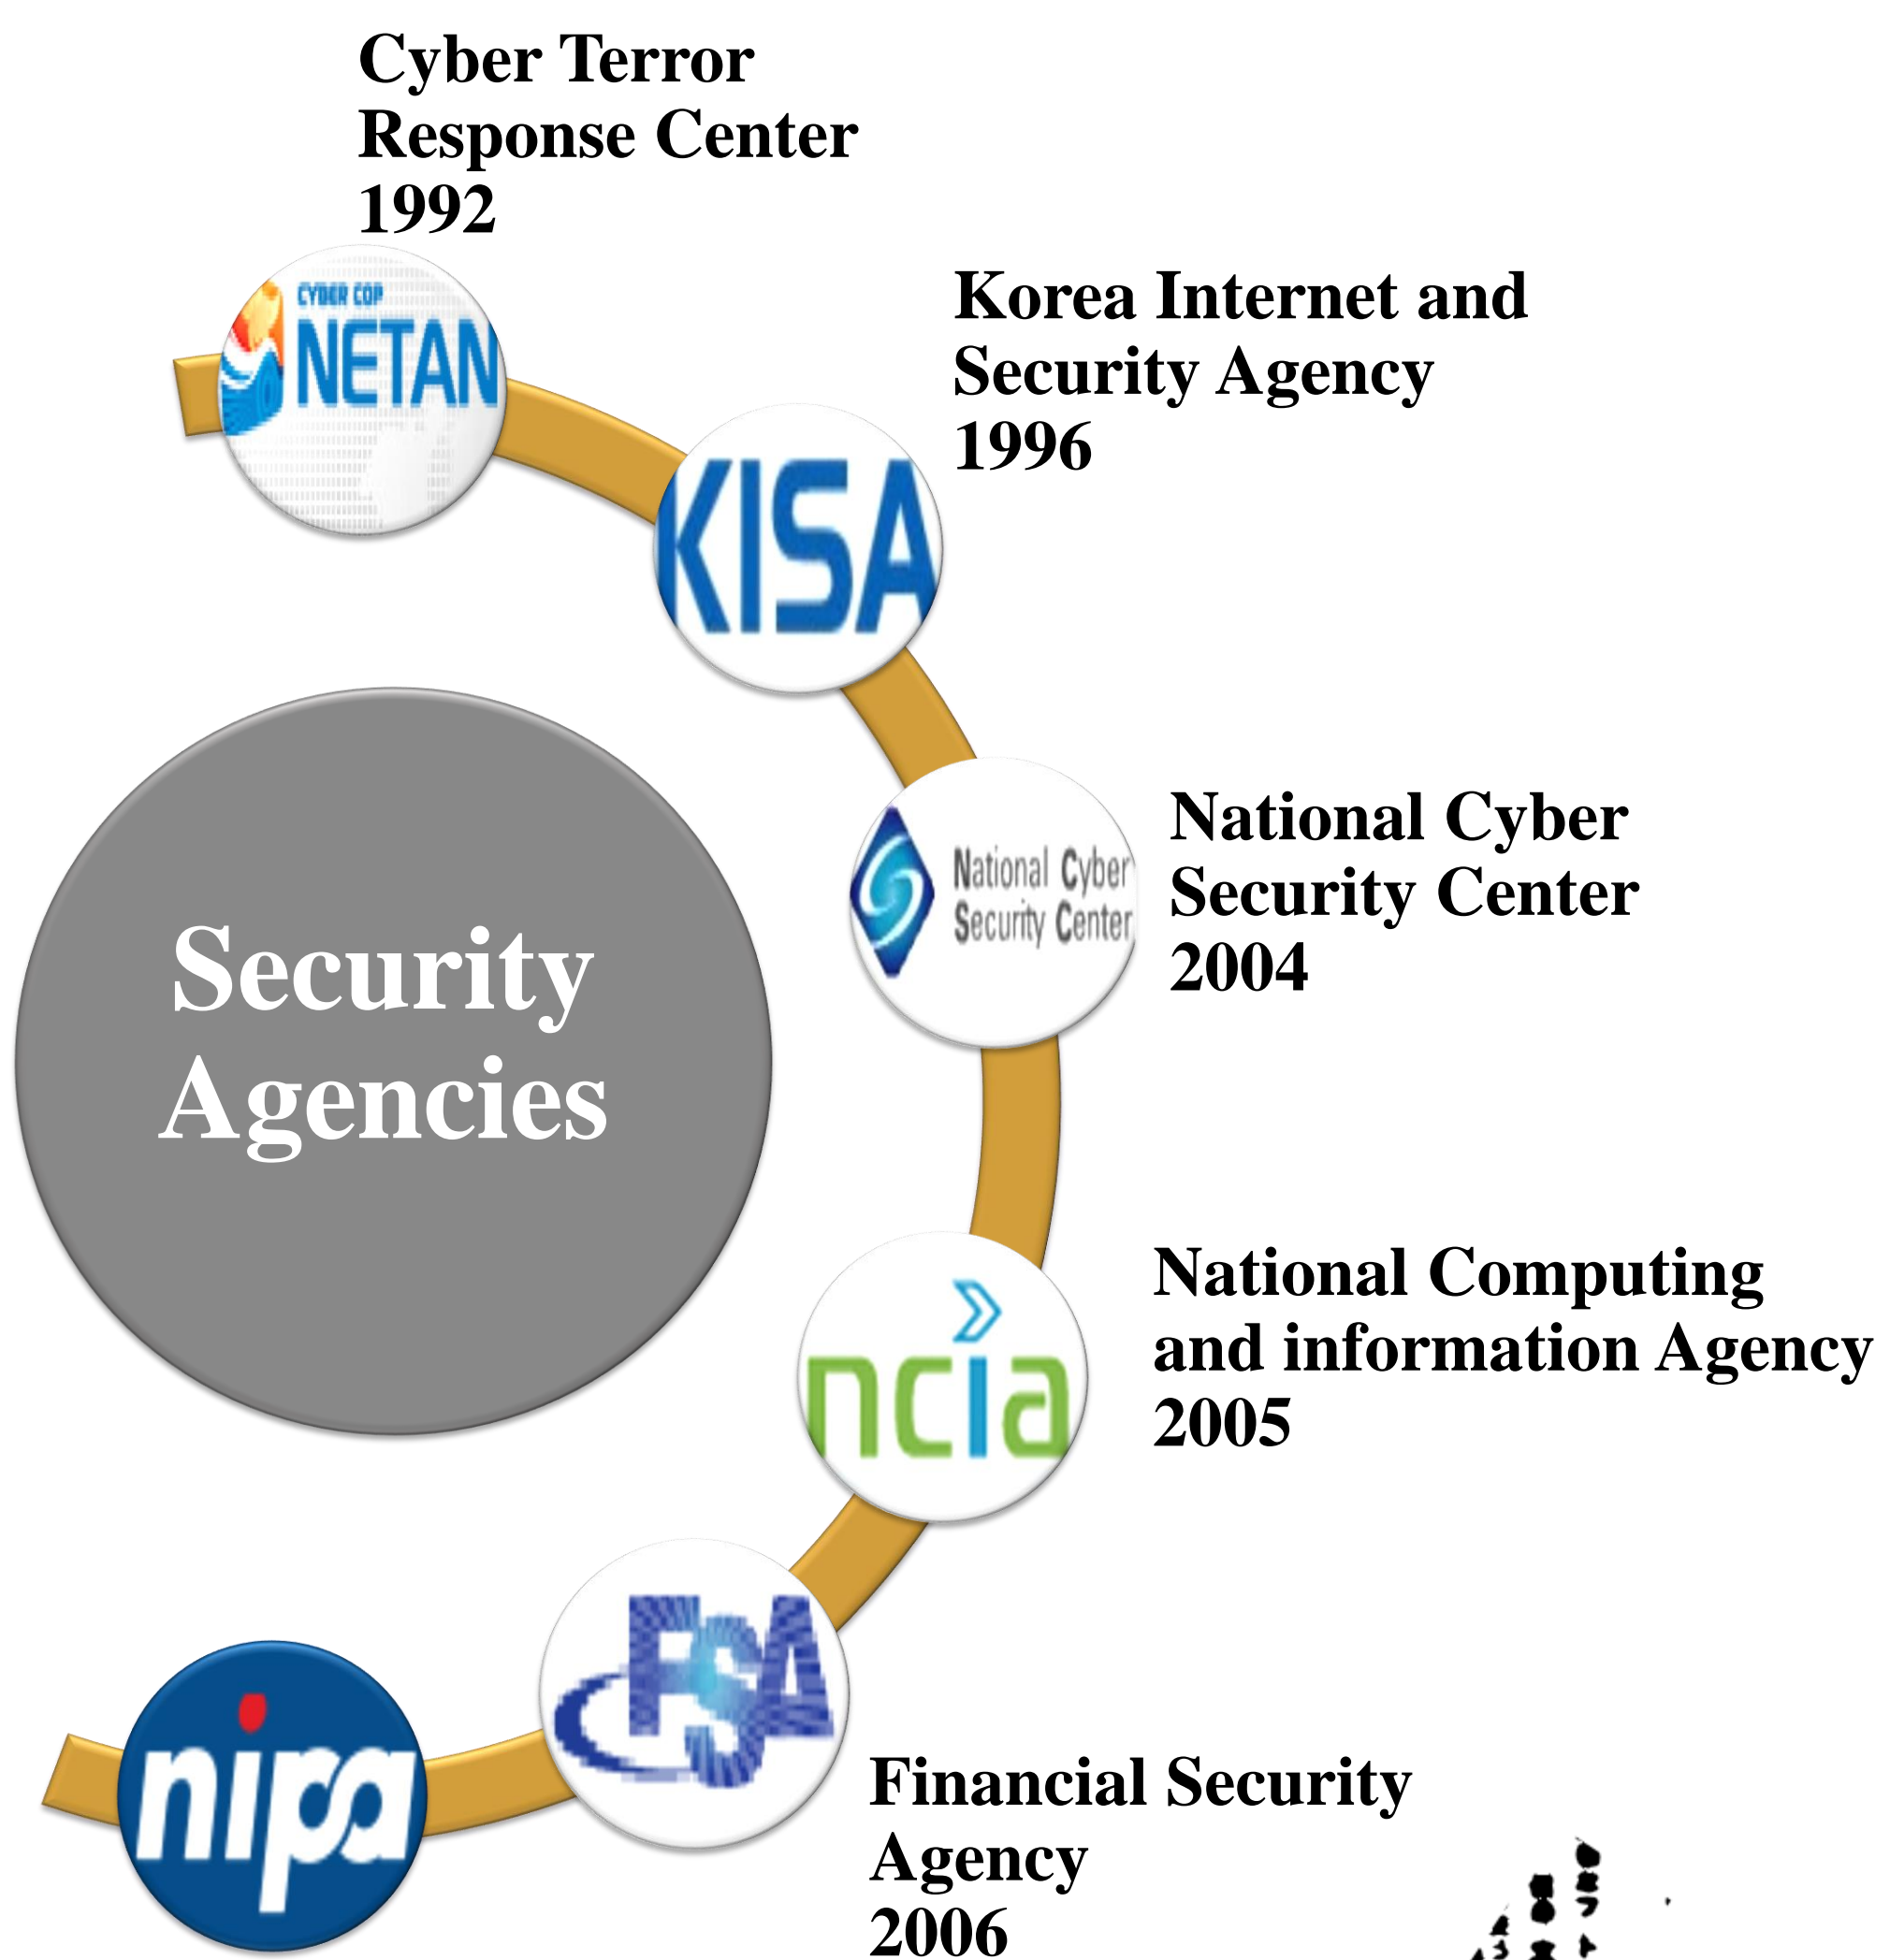 Cyber Terror
Response Center
1992
CYBER COP
NETAN
Korea Internet and
Security Agency
1996
KISA
National Cyber
Security Center
National Cyber
Security Center
2004
Security
Agencies
National Computing
and information Agency
2005
ncia
FSA
Financial Security
Agency
2006
nipa